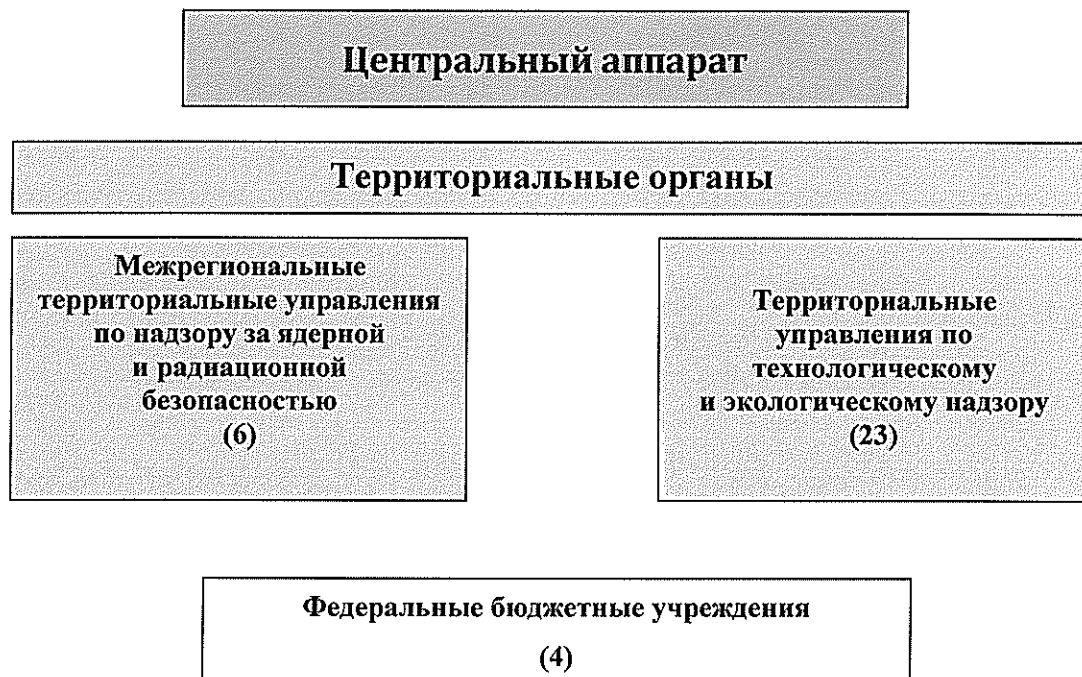 Центральный аппарат
Территориальные органы
Межрегиональные
территориальные управления
по надзору за ядерной
и радиационной
безопасностью
(6)
Территориальные
управления по
технологическому
и экологическому надзору
(23)
Федеральные бюджетные учреждения
(4)